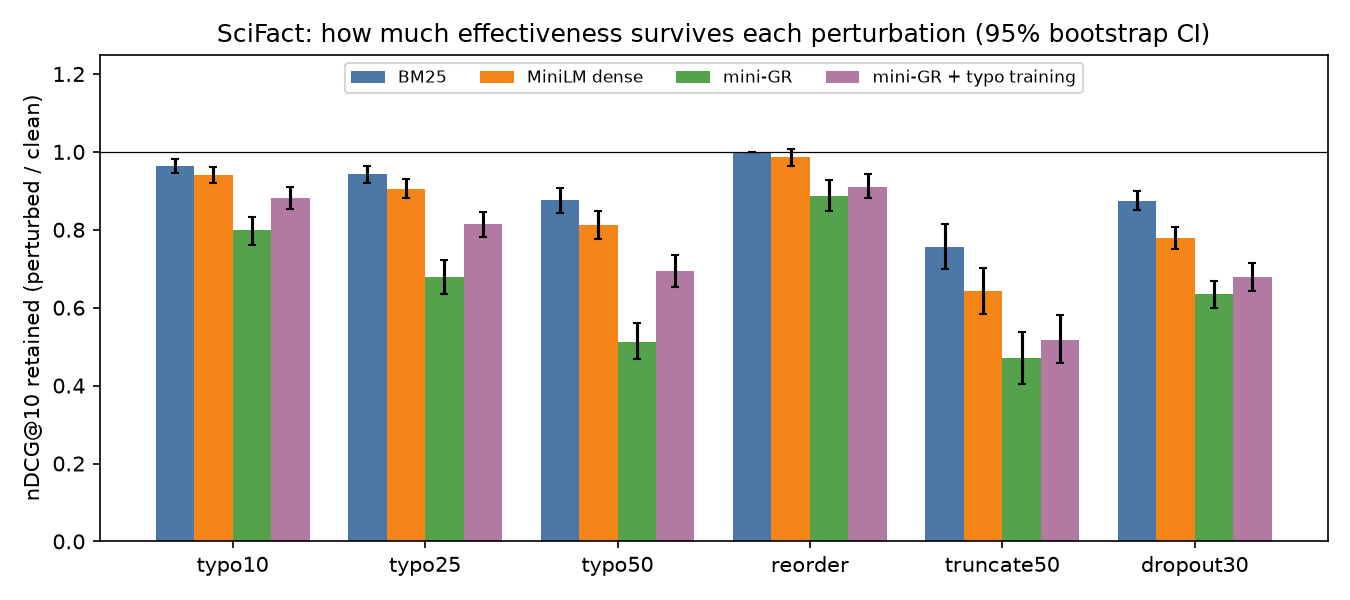 SciFact: how much effectiveness survives each perturbation (95% bootstrap CI)
BM25 MiniLM dense mini-GR mini-GR + typo training
nDCG@10 retained (perturbed / clean)
1.2
1.0
0.8
0.6
0.4
0.2
0.0
typo10 typo25 typo50 reorder truncate50 dropout30